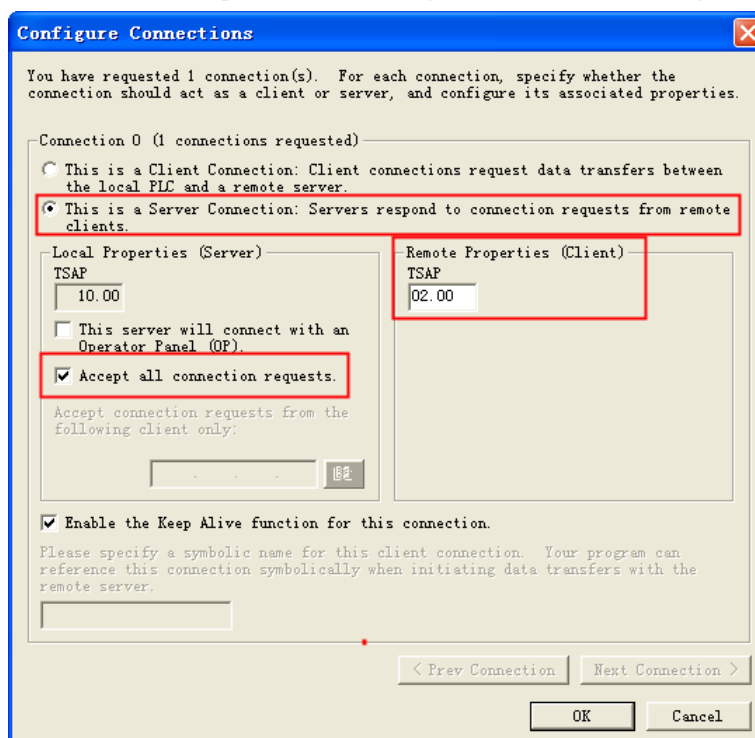 Configure Connections
You have requested 1 connection(s). For each connection, specify whether the
connection should act as a client or server, and configure its associated properties.
Connection 0 (1 connections requested)
This is a Client Connection: Client connections request data transfers between
the local PLC and a remote server.
This is a Server Connection: Servers respond to connection requests from remote
clients.
Local Properties (Server)
TSAP
10.00
This server will connect with an
Operator Panel (OP).
Accept all connection requests.
Accept connection requests from the
following client only:
Remote Properties (Client)
TSAP
02.00
Enable the Keep Alive function for this connection.
Please specify a symbolic name for this client connection. Your program can
reference this connection symbolically when initiating data transfers with the
remote server.
< Prev Connection
Next Connection >
OK
Cancel